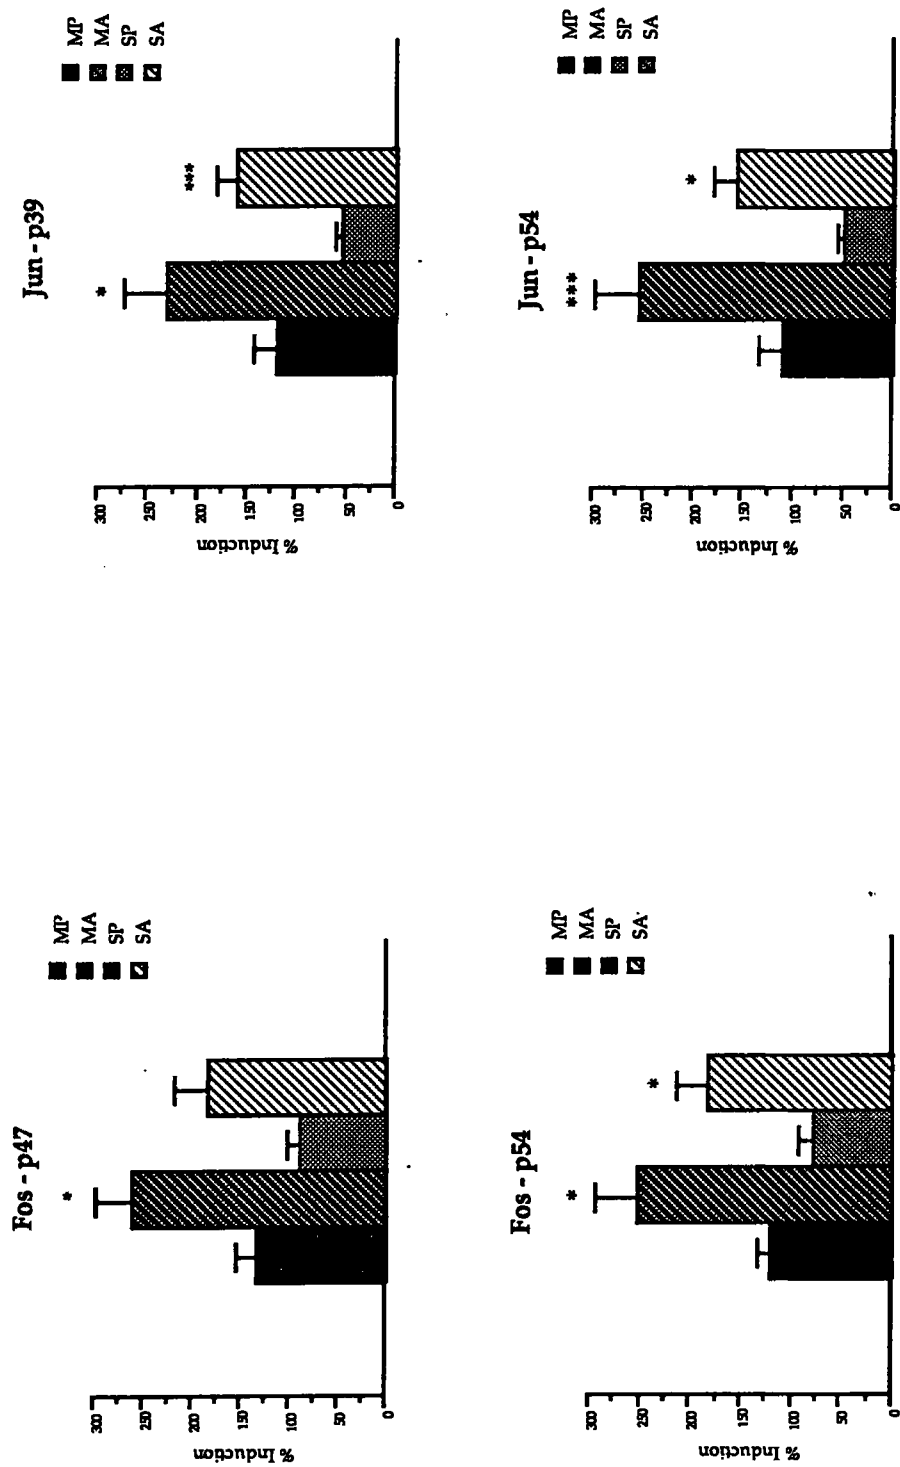 Fos - p47
% Induction
300
250
200
150
100
50
0
*
MP
MA
SP
SA
Jun - p39
% Induction
300
250
200
150
100
50
0
*
***
MP
MA
SP
SA
Fos - p54
% Induction
300
250
200
150
100
50
0
*
*
MP
MA
SP
SA
Jun - p54
% Induction
300
250
200
150
100
50
0
***
*
MP
MA
SP
SA